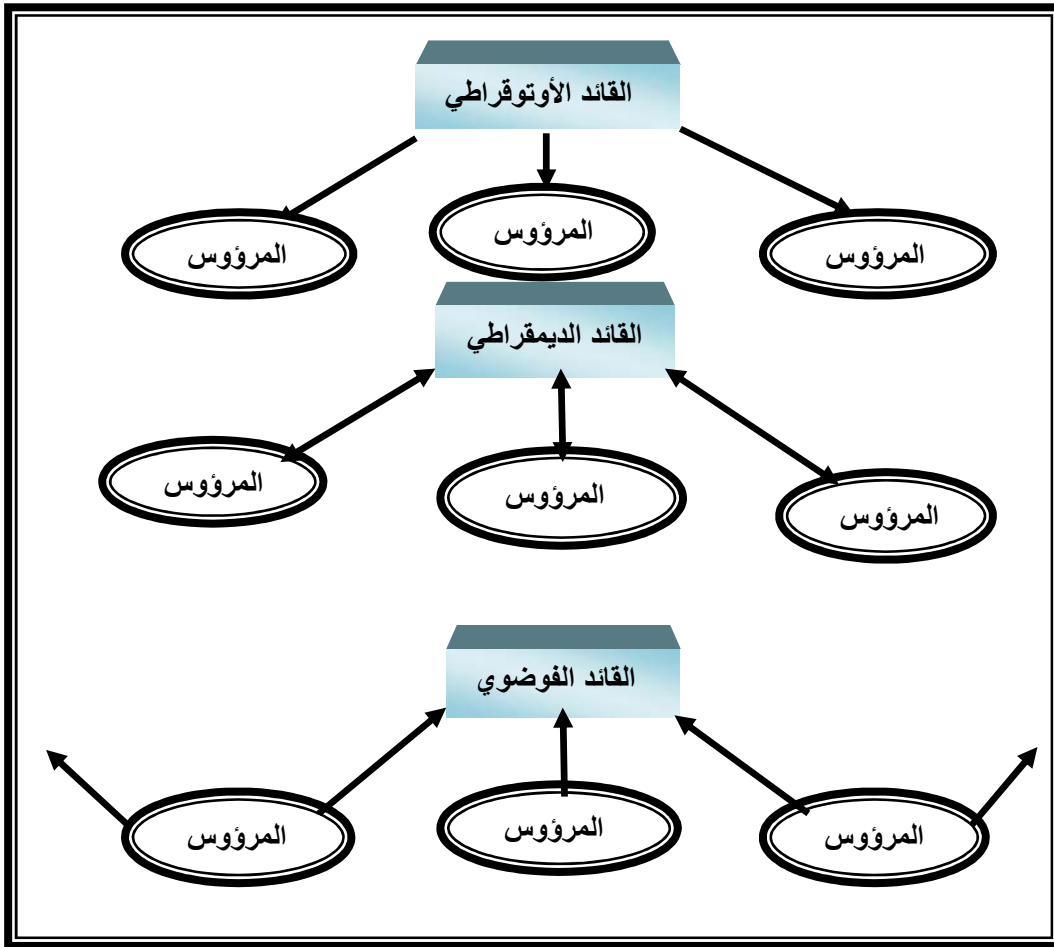 القائد الأوتوقراطي
المرؤوس
المرؤوس
المرؤوس
القائد الديمقراطي
المرؤوس
المرؤوس
المرؤوس
القائد الفوضوي
المرؤوس
المرؤوس
المرؤوس